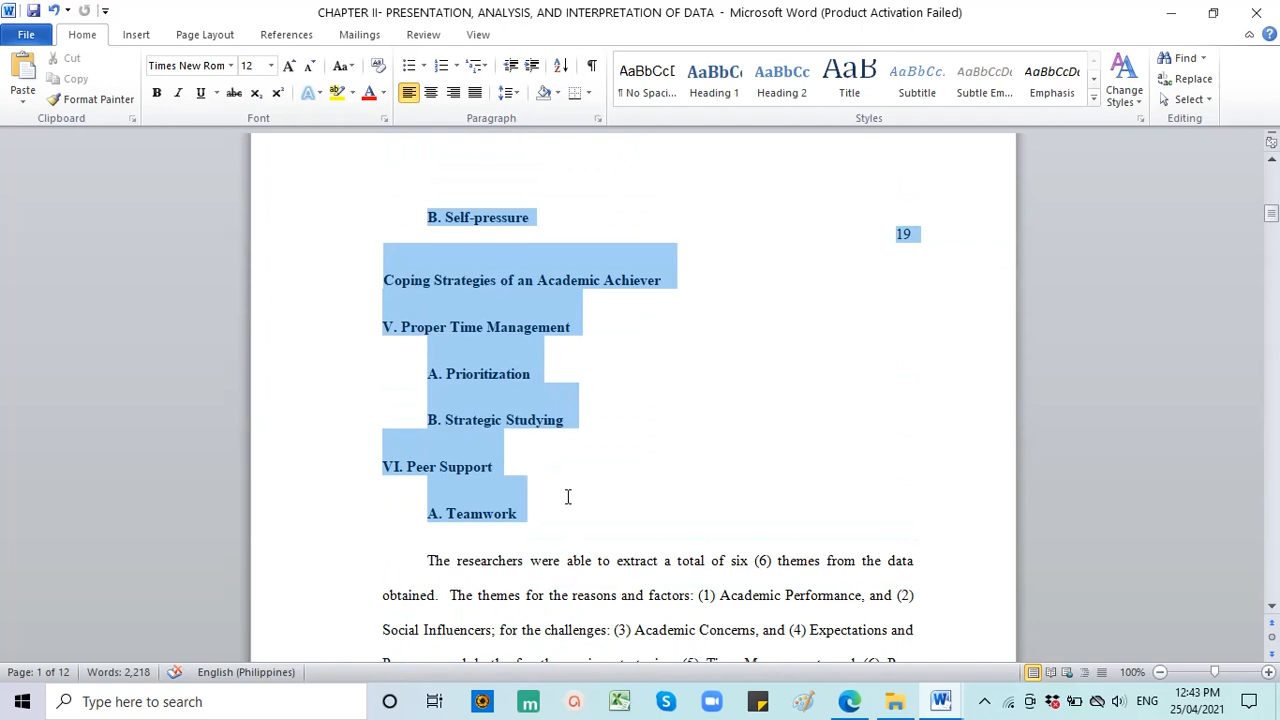 CHAPTER II- PRESENTATION, ANALYSIS, AND INTERPRETATION OF DATA - Microsoft Word (Product Activation Failed)
File Home Insert Page Layout References Mailings Review View
Cut
Copy
Format Painter
Paste
Clipboard
Times New Rom 12
Font
Paragraph
AaBbCcD AaBbC AaBbCc AaB AaBbCc. AaBbCcDc AaBbCcDc
¶ No Spaci... Heading 1 Heading 2 Title Subtitle Subtle Em... Emphasis
Styles
Change Styles
Find
Replace
Select
Editing
B. Self-pressure
19
Coping Strategies of an Academic Achiever
V. Proper Time Management
A. Prioritization
B. Strategic Studying
VI. Peer Support
A. Teamwork
The researchers were able to extract a total of six (6) themes from the data
obtained. The themes for the reasons and factors: (1) Academic Performance, and (2)
Social Influencers; for the challenges: (3) Academic Concerns, and (4) Expectations and
Page: 1 of 12 Words: 2,218 English (Philippines) 100%
Type here to search
ENG 12:43 PM
25/04/2021